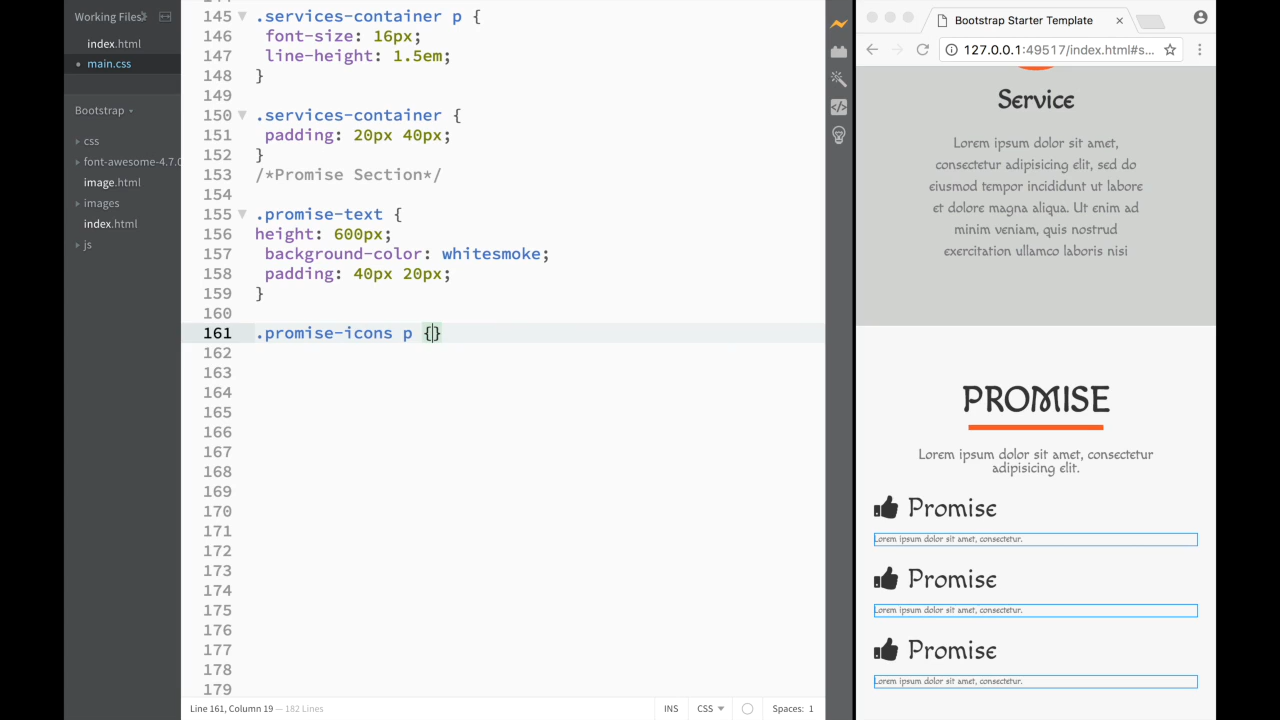 Working Files
index.html
main.css
Bootstrap
css
font-awesome-4.7.0
image.html
images
index.html
js
145 .services-container p {
146 font-size: 16px;
147 line-height: 1.5em;
148 }
149
150 .services-container {
151 padding: 20px 40px;
152 }
153 /*Promise Section*/
154
155 .promise-text {
156 height: 600px;
157 background-color: whitesmoke;
158 padding: 40px 20px;
159 }
160
161 .promise-icons p {}
162
163
164
165
166
167
168
169
170
171
172
173
174
175
176
177
178
179
Line 61, Column 19 — 182 Lines
INS CSS Spaces: 1
Bootstrap Starter Template
127.0.0.1:49517/index.html#s...
Service
Lorem ipsum dolor sit amet,
consectetur adipisicing elit, sed do
eiusmod tempor incididunt ut labore
et dolore magna aliqua. Ut enim ad
minim veniam, quis nostrud
exercitation ullamco laboris nisi
PROMISE
Lorem ipsum dolor sit amet, consectetur
adipisicing elit.
Promise
Lorem ipsum dolor sit amet, consectetur.
Promise
Lorem ipsum dolor sit amet, consectetur.
Promise
Lorem ipsum dolor sit amet, consectetur.